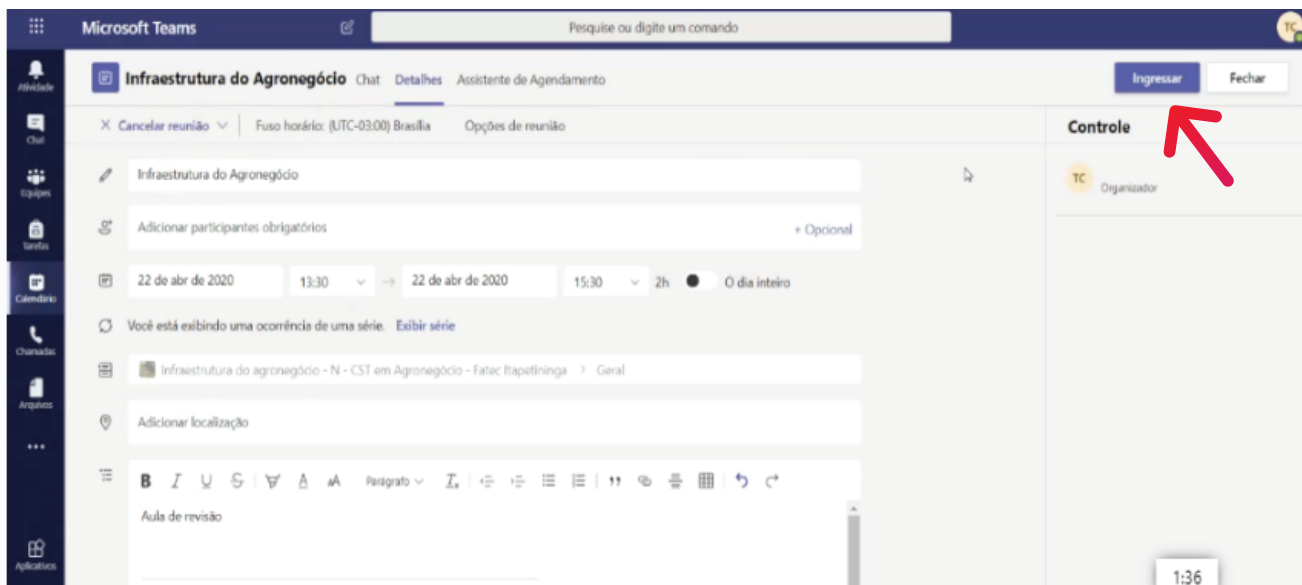 Microsoft Teams
Pesquise ou digite um comando
TC
Atividade
Chat
Equipes
Tarefas
Calendário
Chamadas
Arquivos
Aplicativos
Infraestrutura do Agronegócio Chat Detalhes Assistente de Agendamento
Ingressar Fechar
Cancelar reunião Fuso horário: (UTC-03:00) Brasília Opções de reunião
Infraestrutura do Agronegócio
Adicionar participantes obrigatórios + Opcional
22 de abr de 2020 13:30 → 22 de abr de 2020 15:30 2h O dia inteiro
Você está exibindo uma ocorrência de uma série. Exibir série
Infraestrutura do agronegócio - N - CST em Agronegócio - Fatec Itapetininga > Geral
Adicionar localização
B I U S A AA Parágrafo
Aula de revisão
Controle
TC
Organizador
1:36